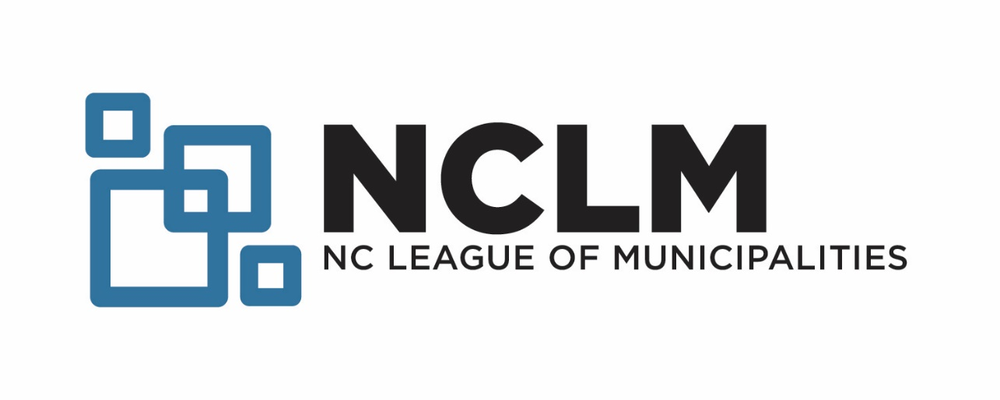 NCLM
NC LEAGUE OF MUNICIPALITIES